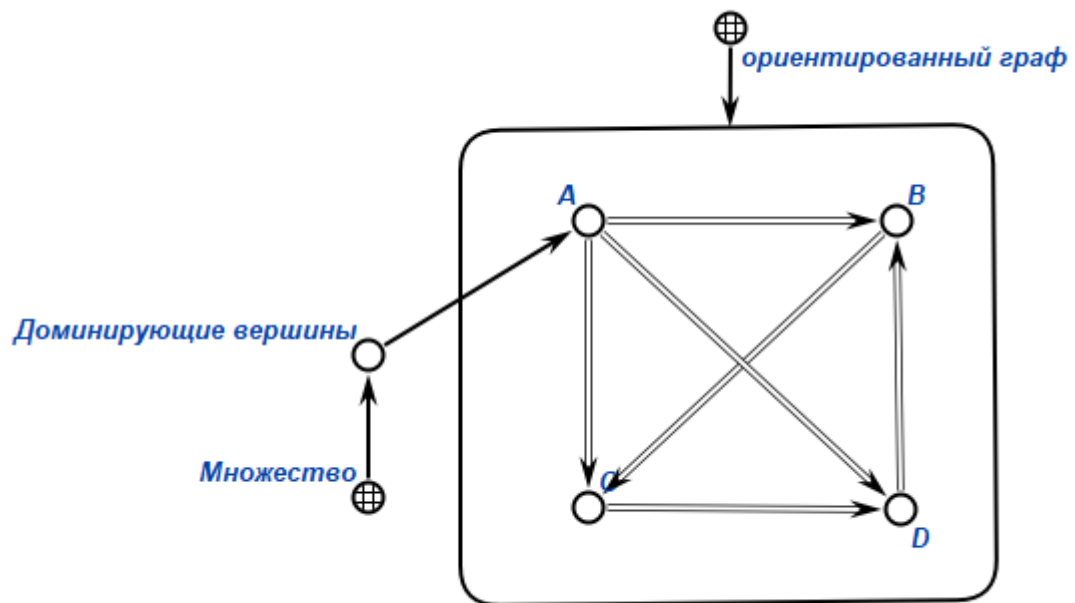 ориентированный граф
A
B
Доминирующие вершины
Множество
C
D